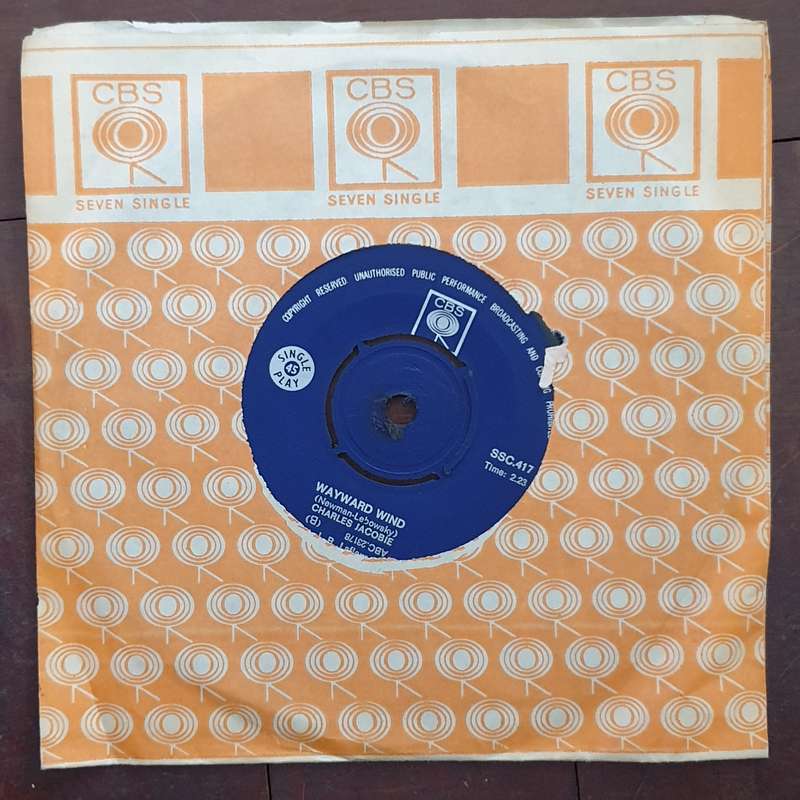 CBS
CBS
CBS
SEVEN SINGLE
SEVEN SINGLE
SEVEN SINGLE
COPYRIGHT RESERVED UNAUTHORISED PUBLIC PERFORMANCE BROADCASTING AND
CBS
SINGLE
45
PLAY
SSC.417
Time: 2.23
WAYWARD WIND
(Newman-Lebowsky)
CHARLES JACOBIE
ABC.23178
(B)